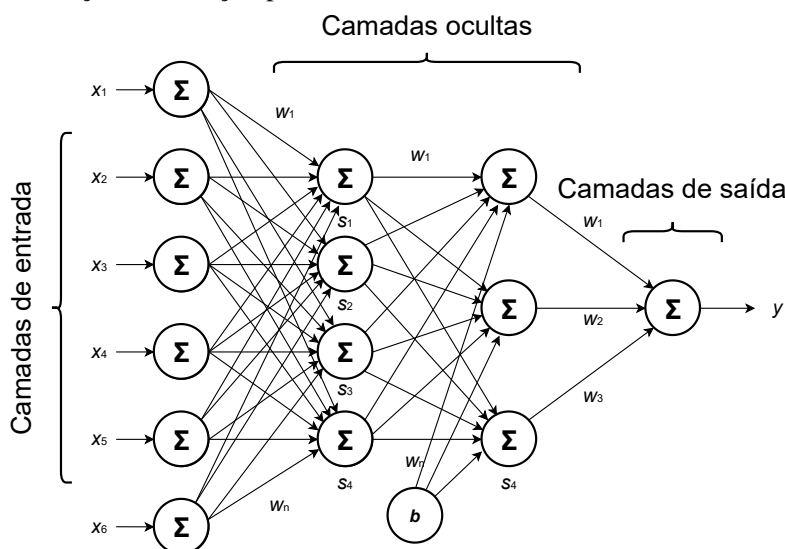 Camadas ocultas
x1
Σ
w1
x2
Σ
Σ
w1
Σ
Camadas de saída
s1
w1
Camadas de entrada
x3
Σ
Σ
s2
Σ
w2
Σ
y
x4
Σ
Σ
s3
w3
x5
Σ
Σ
Σ
s4
wn
s4
wn
b
x6
Σ